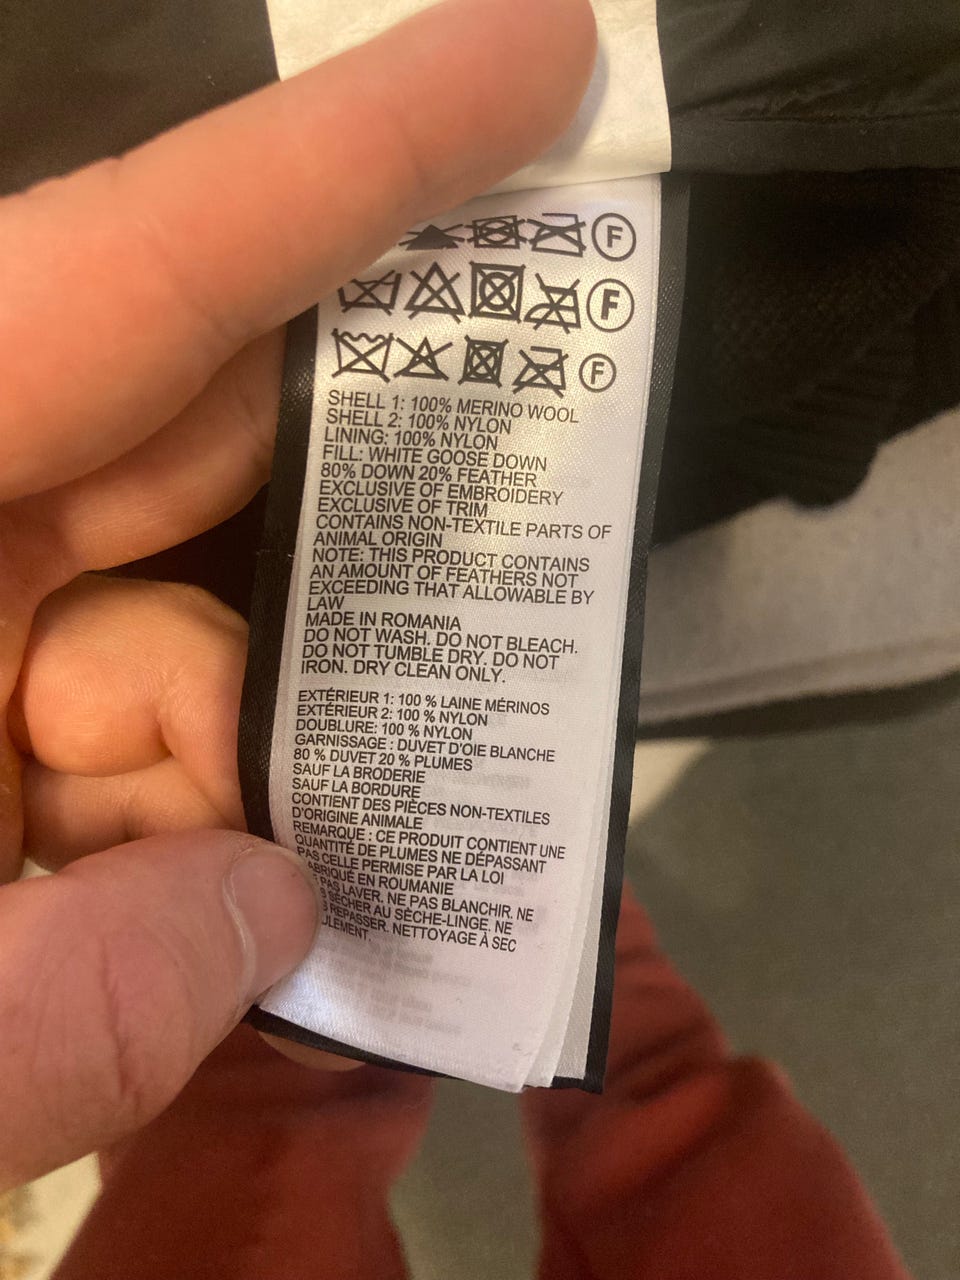 F
F
F
SHELL 1: 100% MERINO WOOL
SHELL 2: 100% NYLON
LINING: 100% NYLON
FILL: WHITE GOOSE DOWN
80% DOWN 20% FEATHER
EXCLUSIVE OF EMBROIDERY
EXCLUSIVE OF TRIM
CONTAINS NON-TEXTILE PARTS OF
ANIMAL ORIGIN
NOTE: THIS PRODUCT CONTAINS
AN AMOUNT OF FEATHERS NOT
EXCEEDING THAT ALLOWABLE BY
LAW
MADE IN ROMANIA
DO NOT WASH. DO NOT BLEACH.
DO NOT TUMBLE DRY. DO NOT
IRON. DRY CLEAN ONLY.
EXTÉRIEUR 1: 100 % LAINE MÉRINOS
EXTÉRIEUR 2: 100 % NYLON
DOUBLURE: 100 % NYLON
GARNISSAGE : DUVET D'OIE BLANCHE
80 % DUVET 20 % PLUMES
SAUF LA BRODERIE
SAUF LA BORDURE
CONTIENT DES PIÈCES NON-TEXTILES
D'ORIGINE ANIMALE
REMARQUE : CE PRODUIT CONTIENT UNE
QUANTITÉ DE PLUMES NE DÉPASSANT
PAS CELLE PERMISE PAR LA LOI
ABRIQUÉ EN ROUMANIE
PAS LAVER. NE PAS BLANCHIR. NE
SÉCHER AU SÈCHE-LINGE. NE
REPASSER. NETTOYAGE À SEC
ULEMENT.